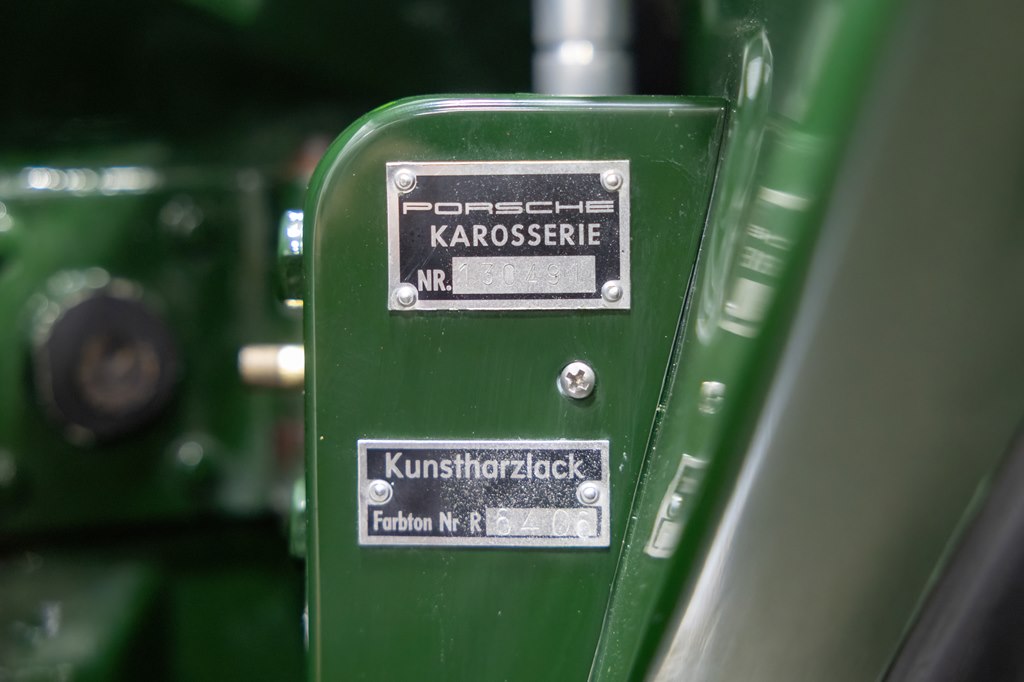 PORSCHE
KAROSSERIE
NR. 130491
Kunstharzlack
Farbton Nr R 6406